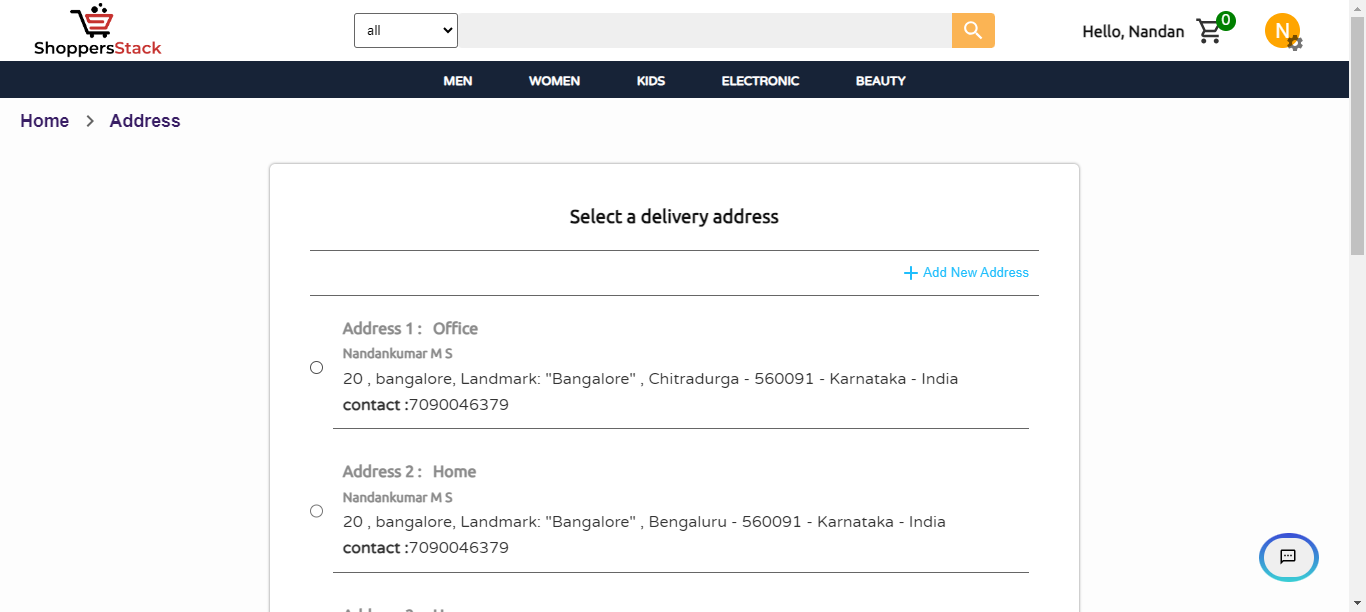 ShoppersStack
all
Hello, Nandan
0
N
MEN WOMEN KIDS ELECTRONIC BEAUTY
Home > Address
Select a delivery address
+ Add New Address
Address 1 : Office
Nandankumar M S
20 , bangalore, Landmark: "Bangalore" , Chitradurga - 560091 - Karnataka - India
contact :7090046379
Address 2 : Home
Nandankumar M S
20 , bangalore, Landmark: "Bangalore" , Bengaluru - 560091 - Karnataka - India
contact :7090046379